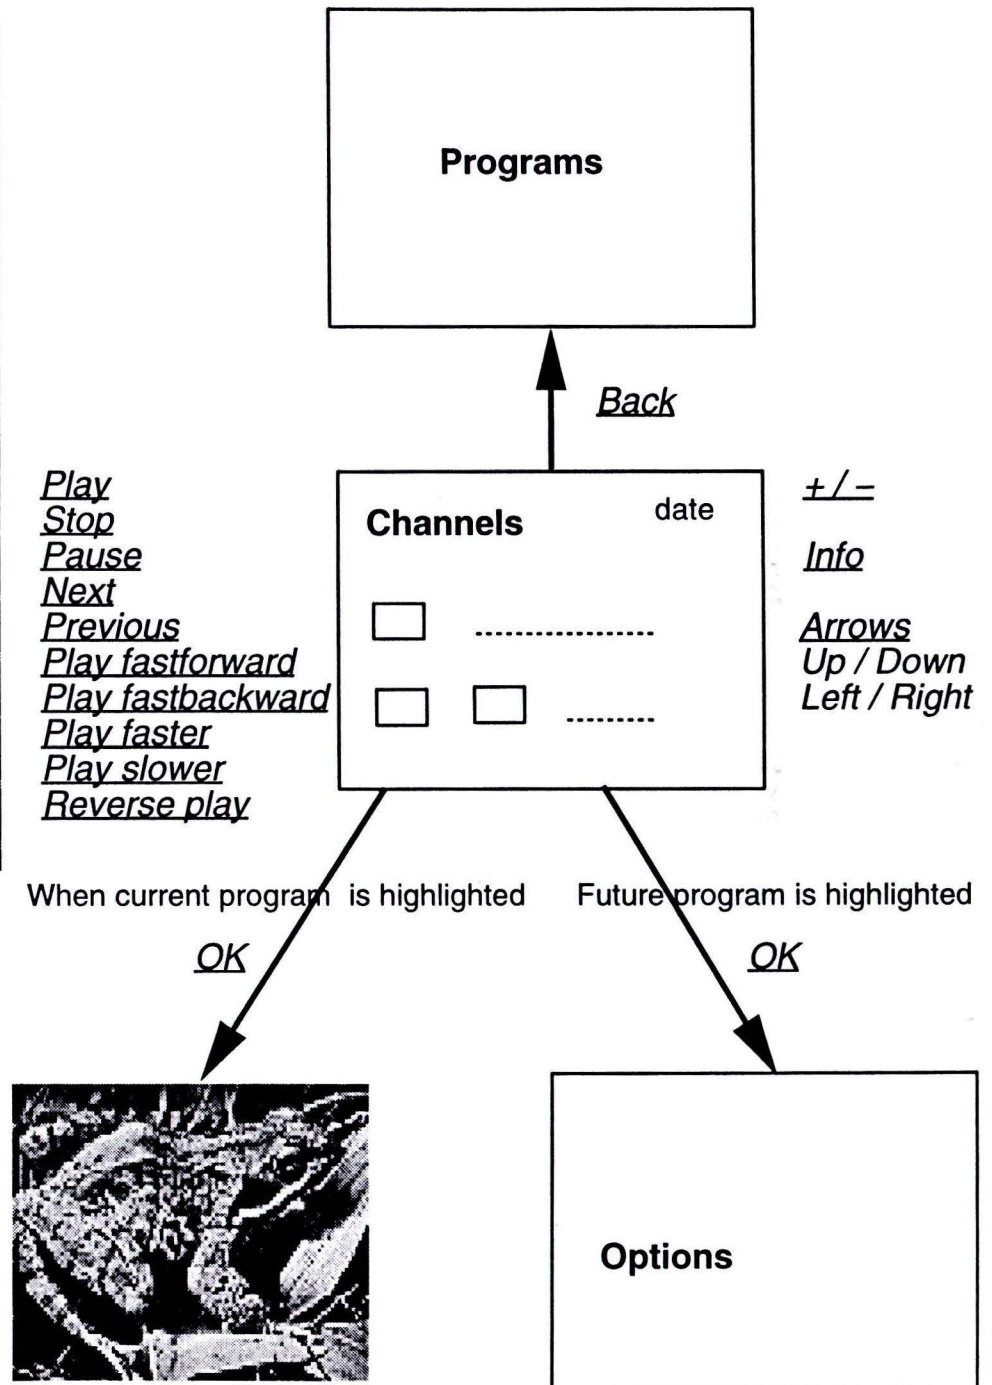 Programs
Back
Play
Stop
Pause
Next
Previous
Play fastforward
Play fastbackward
Play faster
Play slower
Reverse play
Channels
date
+ / –
Info
Arrows
Up / Down
Left / Right
When current program is highlighted
OK
Future program is highlighted
OK
Options